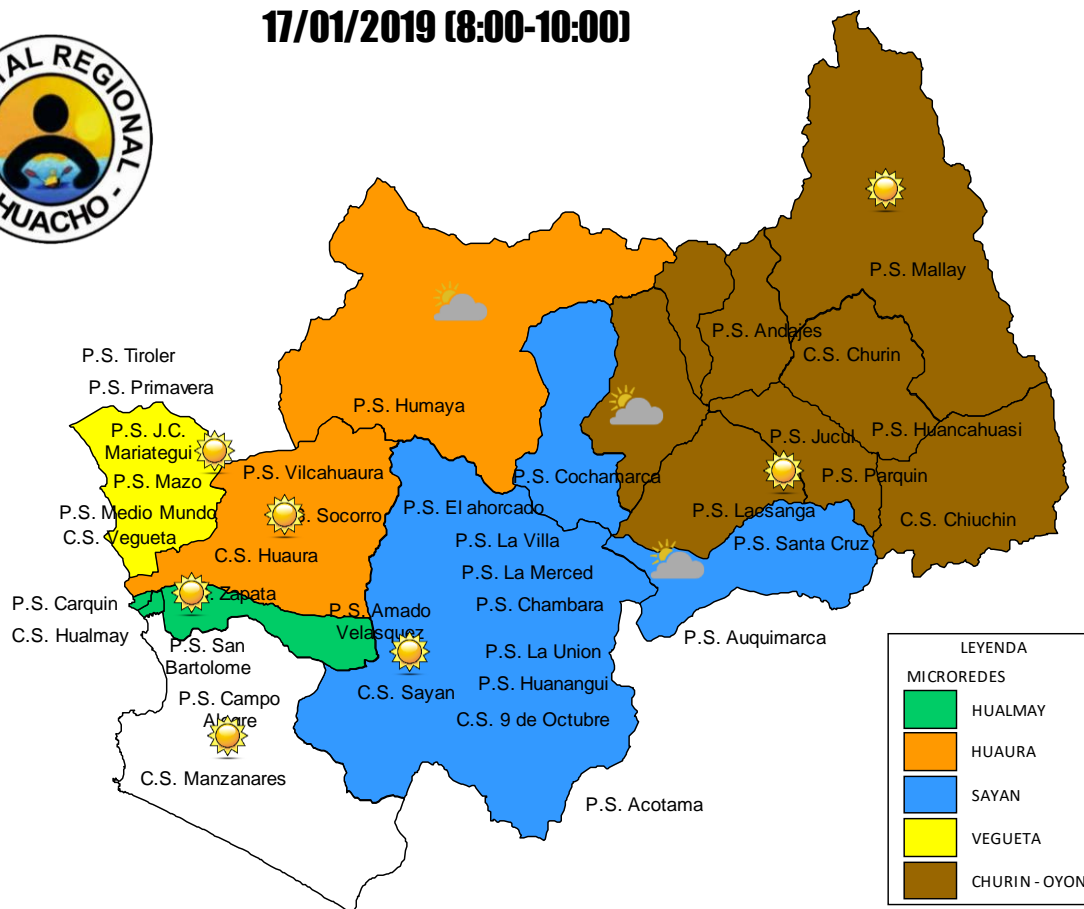 17/01/2019 (8:00-10:00)
REGIONAL
HUACHO -
P.S. Mallay
P.S. Andajes
C.S. Churin
P.S. Tiroler
P.S. Primavera
P.S. Humaya
P.S. J.C.
Mariategui
P.S. Jucul
P.S. Huancahuasi
P.S. Vilcahuaura
P.S. Cochamarca
P.S. Parquin
P.S. Mazo
P.S. Medio Mundo
Socorro
P.S. El ahorcado
P.S. Lacsanga
C.S. Chiuchin
C.S. Vegueta
C.S. Huaura
P.S. La Villa
P.S. Santa Cruz
P.S. La Merced
Zapata
P.S. Carquin
P.S. Amado
Velasquez
P.S. Chambara
C.S. Hualmay
P.S. San
Bartolome
P.S. La Union
P.S. Auquimarca
P.S. Campo
Alegre
C.S. Sayan
P.S. Huanangui
C.S. 9 de Octubre
C.S. Manzanares
P.S. Acotama
LEYENDA
MICROREDES
HUALMAY
HUAURA
SAYAN
VEGUETA
CHURIN - OYON